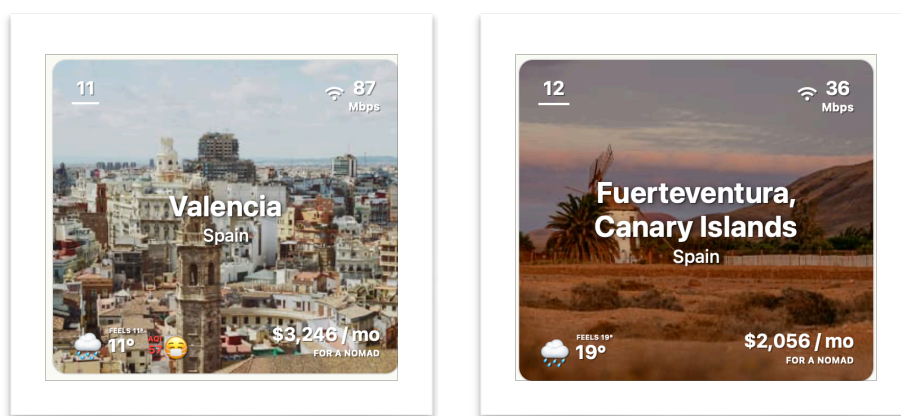 11
87
Mbps
Valencia
Spain
FEELS 11°
11°
AQI
57
$3,246 / mo
FOR A NOMAD
12
36
Mbps
Fuerteventura,
Canary Islands
Spain
FEELS 19°
19°
$2,056 / mo
FOR A NOMAD